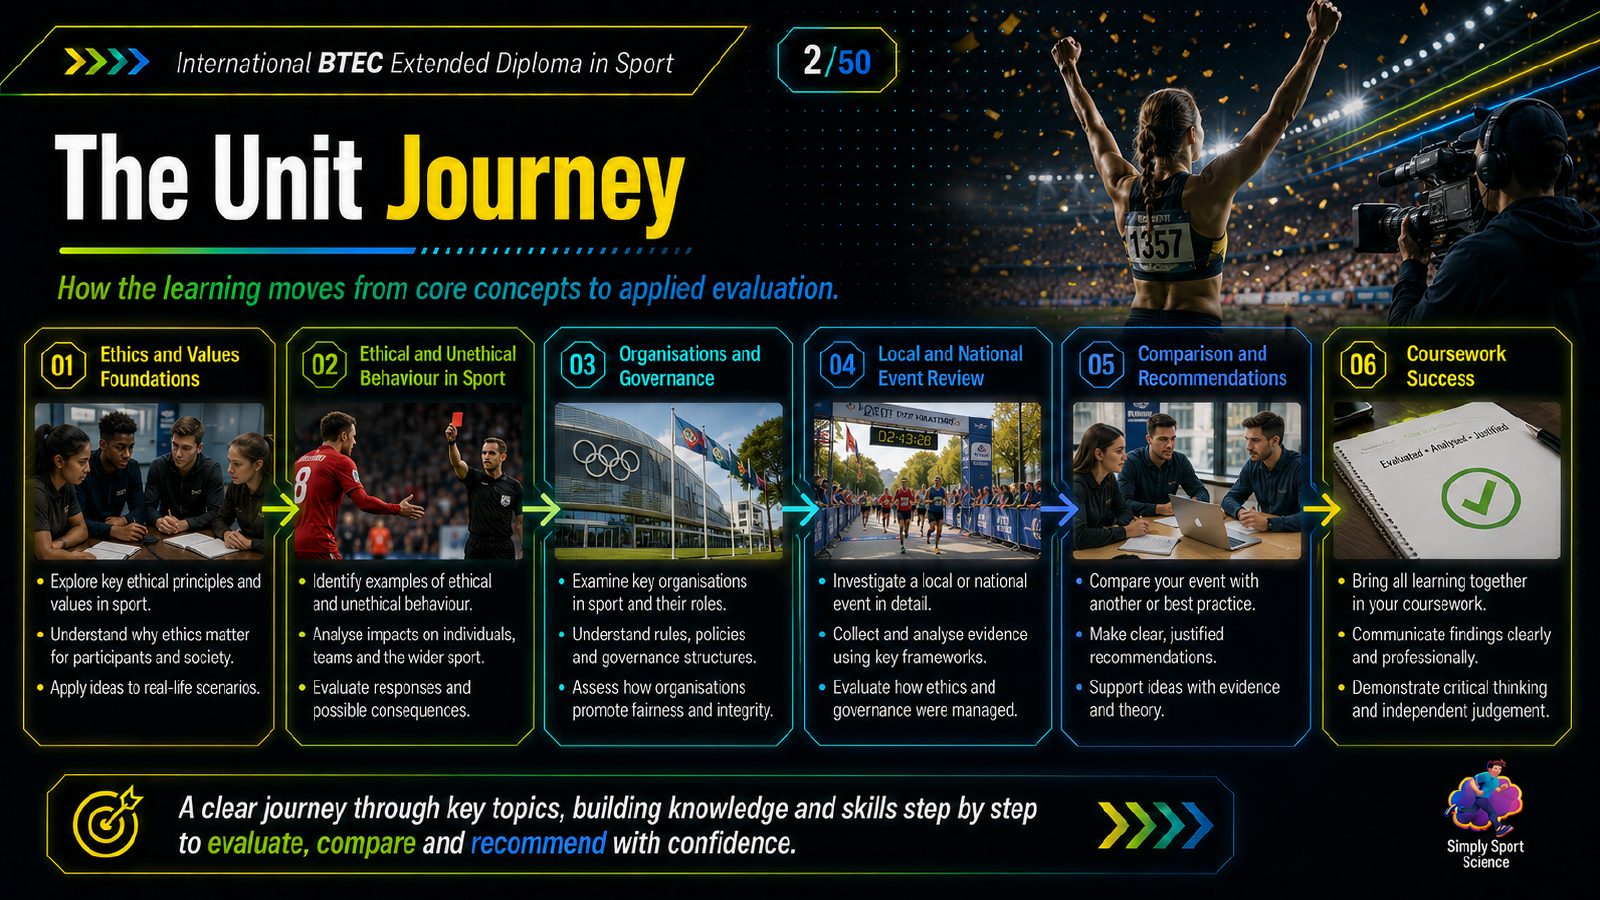 International BTEC Extended Diploma in Sport
2/50
The Unit Journey
How the learning moves from core concepts to applied evaluation.
1357
01
Ethics and Values
Foundations
• Explore key ethical principles and
values in sport.
• Understand why ethics matter
for participants and society.
• Apply ideas to real-life scenarios.
02
Ethical and Unethical
Behaviour in Sport
8
• Identify examples of ethical
and unethical behaviour.
• Analyse impacts on individuals,
teams and the wider sport.
• Evaluate responses and
possible consequences.
03
Organisations and
Governance
• Examine key organisations
in sport and their roles.
• Understand rules, policies
and governance structures.
• Assess how organisations
promote fairness and integrity.
04
Local and National
Event Review
02:43:28
• Investigate a local or national
event in detail.
• Collect and analyse evidence
using key frameworks.
• Evaluate how ethics and
governance were managed.
05
Comparison and
Recommendations
• Compare your event with
another or best practice.
• Make clear, justified
recommendations.
• Support ideas with evidence
and theory.
06
Coursework
Success
Evaluated • Analysed • Justified
• Bring all learning together
in your coursework.
• Communicate findings clearly
and professionally.
• Demonstrate critical thinking
and independent judgement.
A clear journey through key topics, building knowledge and skills step by step
to evaluate, compare and recommend with confidence.
Simply Sport
Science